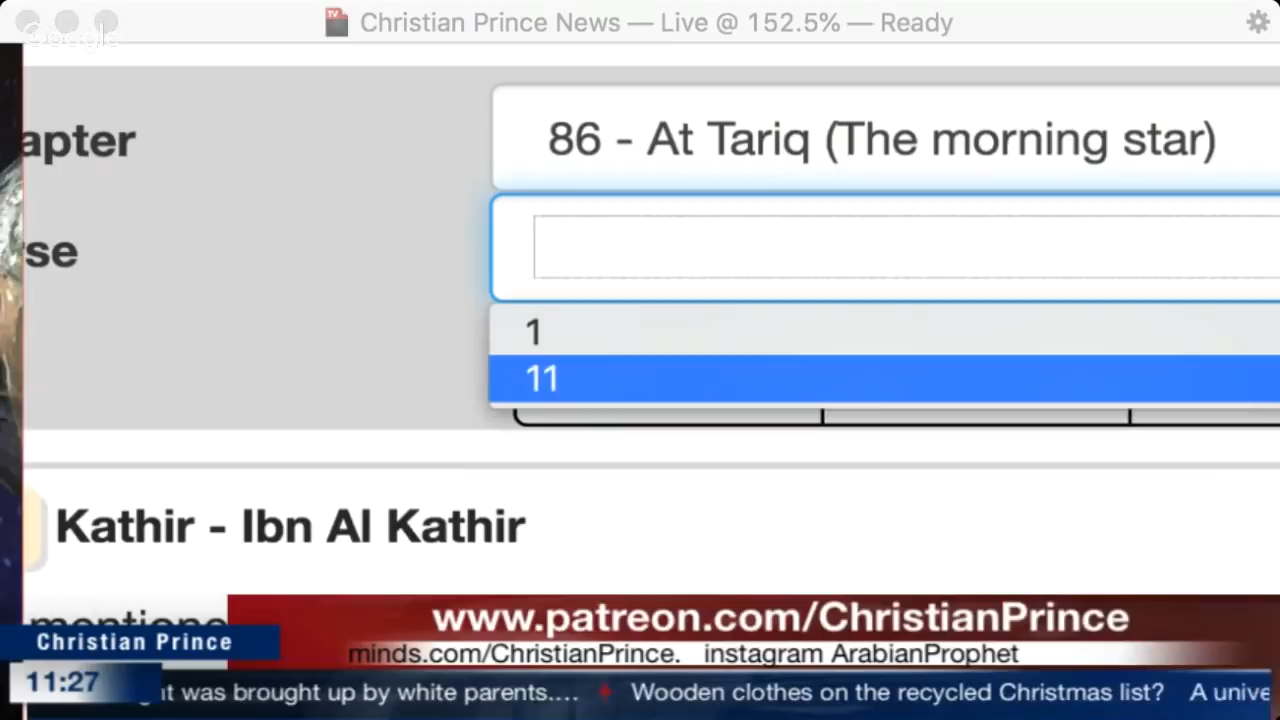 Christian Prince News — Live @ 152.5% — Ready
Google
apter
86 - At Tariq (The morning star)
se
1
11
Kathir - Ibn Al Kathir
www.patreon.com/ChristianPrince
Christian Prince
minds.com/ChristianPrince. instagram ArabianProphet
11:27
t was brought up by white parents.... Wooden clothes on the recycled Christmas list? A unive